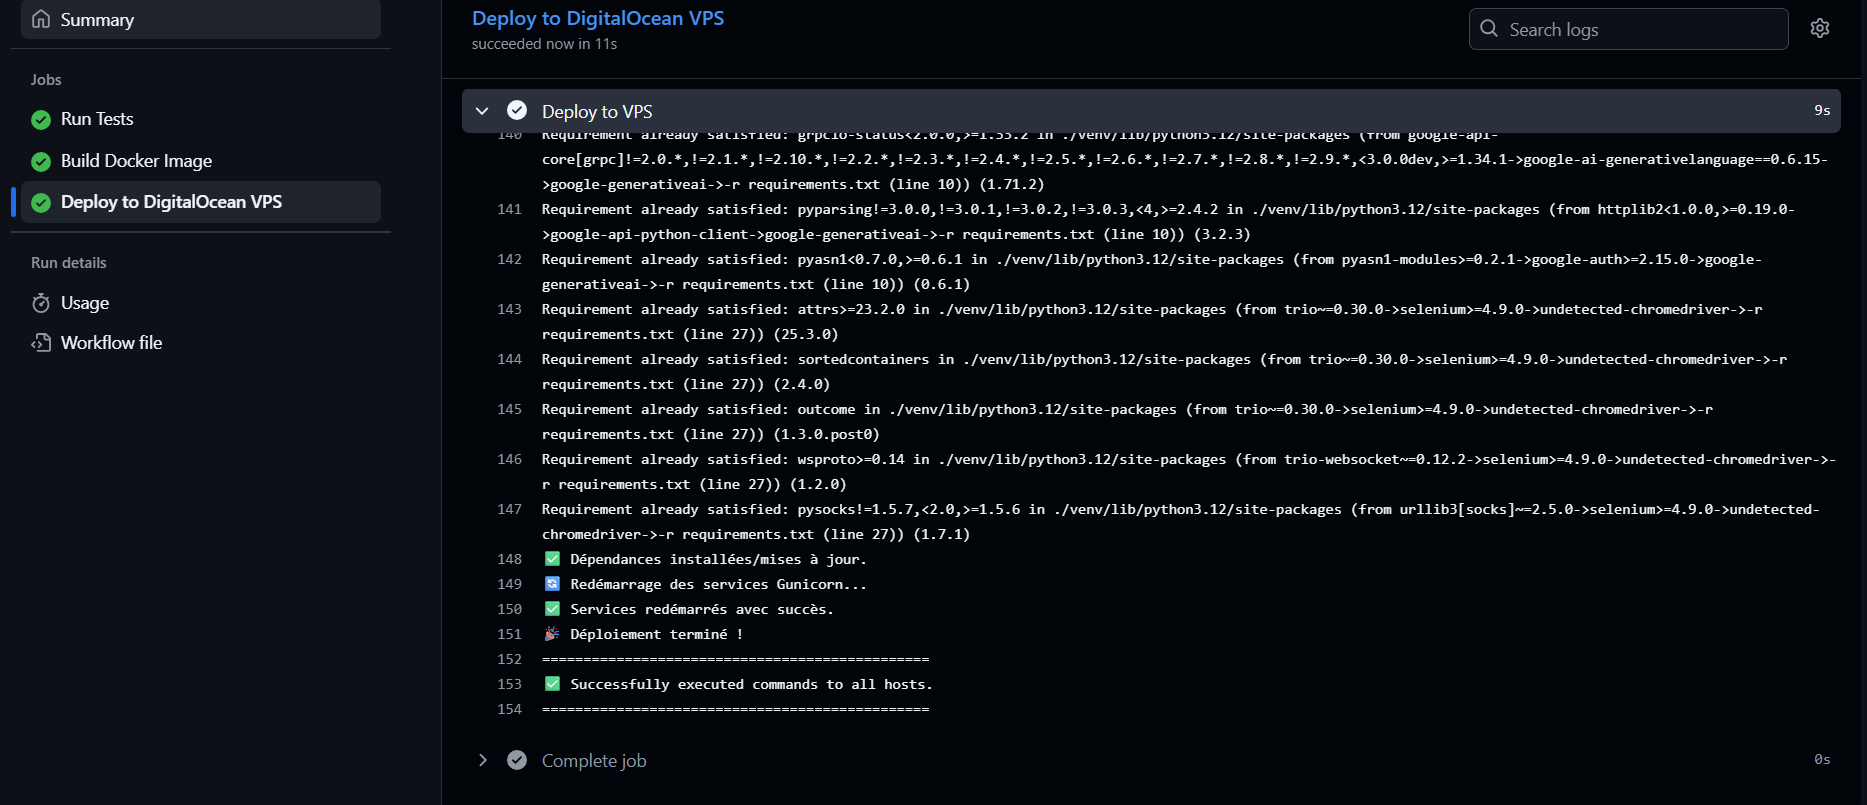 Summary
Jobs
Run Tests
Build Docker Image
Deploy to DigitalOcean VPS
Run details
Usage
Workflow file
Deploy to DigitalOcean VPS
succeeded now in 11s
Search logs
Deploy to VPS
9s
140 Requirement already satisfied: grpcio-status<2.0.0,>=1.33.2 in ./venv/lib/python3.12/site-packages (from google-api-
core[grpc]!=2.0.*,!=2.1.*,!=2.10.*,!=2.2.*,!=2.3.*,!=2.4.*,!=2.5.*,!=2.6.*,!=2.7.*,!=2.8.*,!=2.9.*,<3.0.0dev,>=1.34.1->google-ai-generativelanguage==0.6.15-
>google-generativeai->-r requirements.txt (line 10)) (1.71.2)
141 Requirement already satisfied: pyparsing!=3.0.0,!=3.0.1,!=3.0.2,!=3.0.3,<4,>=2.4.2 in ./venv/lib/python3.12/site-packages (from httplib2<1.0.0,>=0.19.0-
>google-api-python-client->google-generativeai->-r requirements.txt (line 10)) (3.2.3)
142 Requirement already satisfied: pyasn1<0.7.0,>=0.6.1 in ./venv/lib/python3.12/site-packages (from pyasn1-modules>=0.2.1->google-auth>=2.15.0->google-
generativeai->-r requirements.txt (line 10)) (0.6.1)
143 Requirement already satisfied: attrs>=23.2.0 in ./venv/lib/python3.12/site-packages (from trio~=0.30.0->selenium>=4.9.0->undetected-chromedriver->-r
requirements.txt (line 27)) (25.3.0)
144 Requirement already satisfied: sortedcontainers in ./venv/lib/python3.12/site-packages (from trio~=0.30.0->selenium>=4.9.0->undetected-chromedriver->-r
requirements.txt (line 27)) (2.4.0)
145 Requirement already satisfied: outcome in ./venv/lib/python3.12/site-packages (from trio~=0.30.0->selenium>=4.9.0->undetected-chromedriver->-r
requirements.txt (line 27)) (1.3.0.post0)
146 Requirement already satisfied: wsproto>=0.14 in ./venv/lib/python3.12/site-packages (from trio-websocket~=0.12.2->selenium>=4.9.0->undetected-chromedriver->-
r requirements.txt (line 27)) (1.2.0)
147 Requirement already satisfied: pysocks!=1.5.7,<2.0,>=1.5.6 in ./venv/lib/python3.12/site-packages (from urllib3[socks]~=2.5.0->selenium>=4.9.0->undetected-
chromedriver->-r requirements.txt (line 27)) (1.7.1)
148 ✅ Dépendances installées/mises à jour.
149 🔄 Redémarrage des services Gunicorn...
150 ✅ Services redémarrés avec succès.
151 🎉 Déploiement terminé !
152 ===============================================
153 ✅ Successfully executed commands to all hosts.
154 ===============================================
Complete job
0s